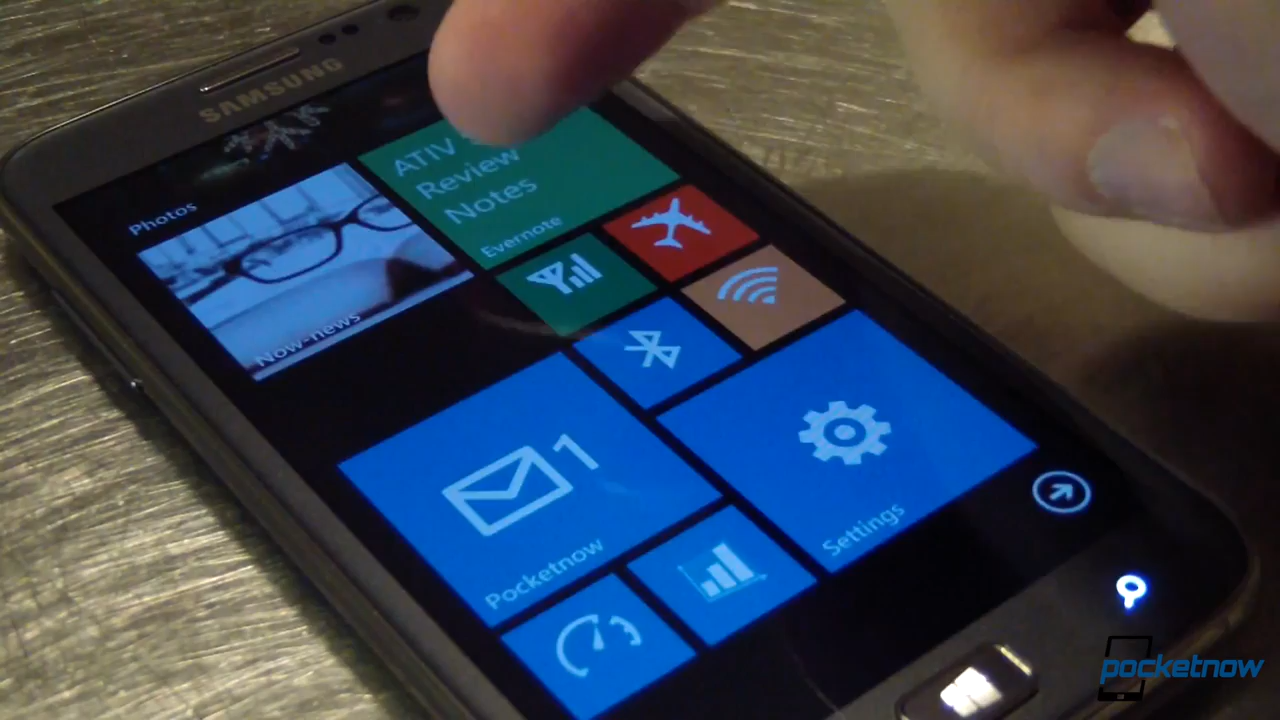 SAMSUNG
Photos
Now-news
ATIV
Review
Notes
Evernote
1
Pocketnow
Settings
pocketnow